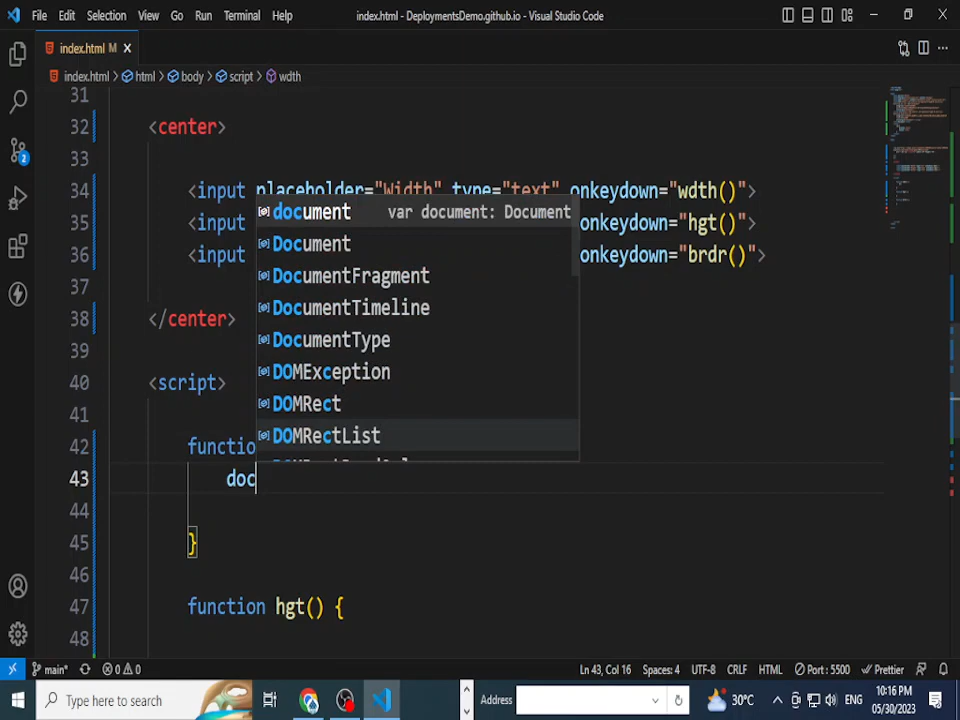 File Edit Selection View Go Run Terminal Help index.html - DeploymentsDemo.github.io - Visual Studio Code
index.html M
index.html > html > body > script > wdth
31
32 <center>
33
34 <input placeholder="Width" type="text" onkeydown="wdth()">
35 <input onkeydown="hgt()">
36 <input onkeydown="brdr()">
37
38 </center>
39
40 <script>
41
42 functio
43 doc
44
45 }
46
47 function hgt() {
48
document var document: Document
Document
DocumentFragment
DocumentTimeline
DocumentType
DOMException
DOMRect
DOMRectList
2
main* 0 0 Ln 43, Col 16 Spaces: 4 UTF-8 CRLF HTML Port : 5500 Prettier
Type here to search Address 30°C ENG 10:16 PM
05/30/2023